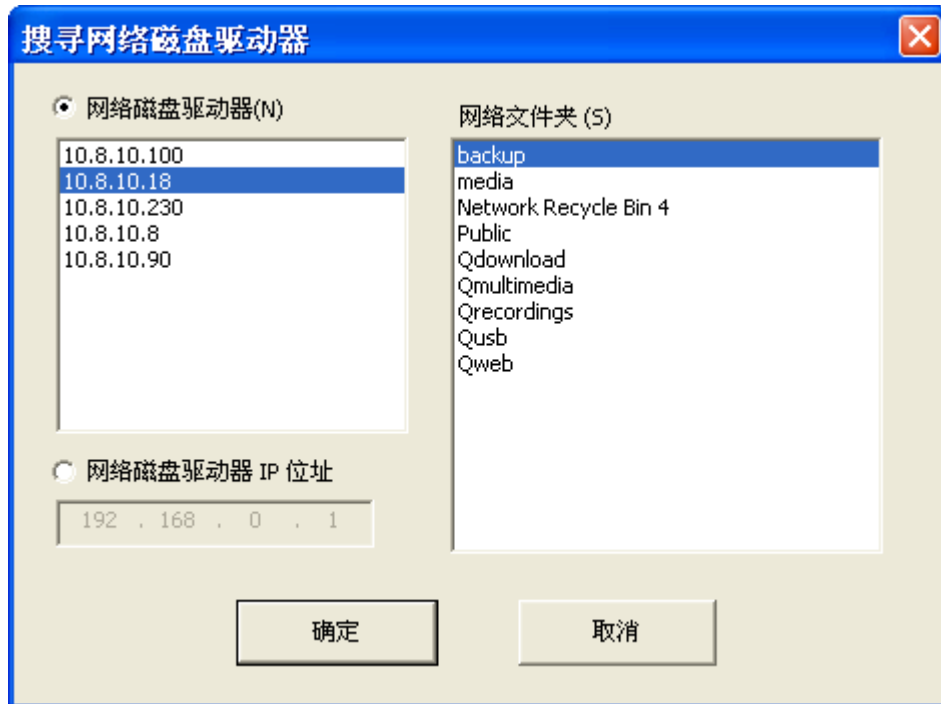 搜寻网络磁盘驱动器
网络磁盘驱动器(N)
10.8.10.100
10.8.10.18
10.8.10.230
10.8.10.8
10.8.10.90
网络磁盘驱动器 IP 位址
192 . 168 . 0 . 1
网络文件夹 (S)
backup
media
Network Recycle Bin 4
Public
Qdownload
Qmultimedia
Qrecordings
Qusb
Qweb
确定
取消